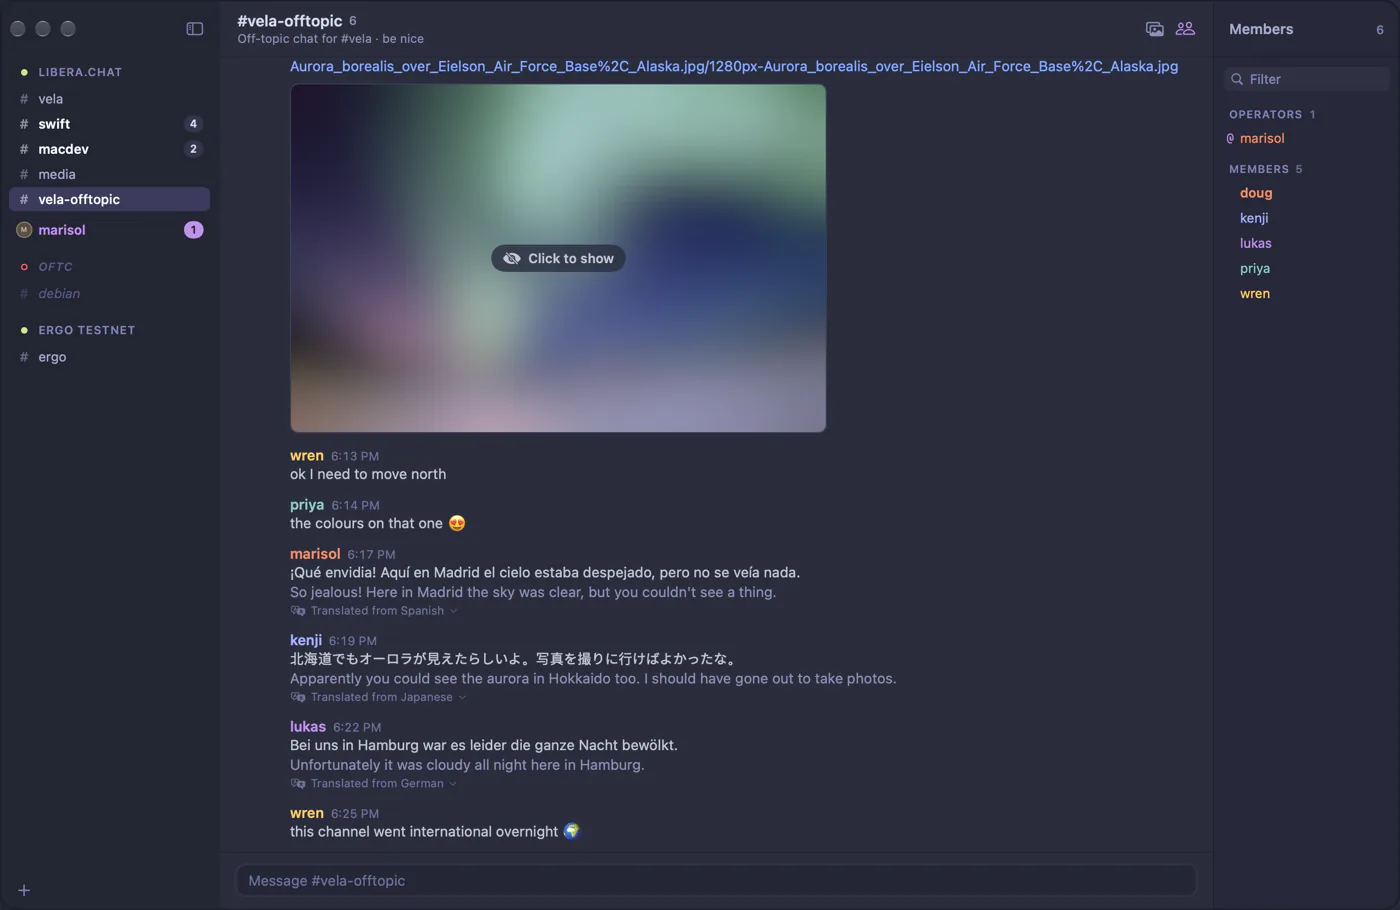 LIBERA.CHAT
# vela
# swift 4
# macdev 2
# media
# vela-offtopic
M marisol 1
OFTC
# debian
ERGO TESTNET
# ergo
+
#vela-offtopic 6
Off-topic chat for #vela · be nice
Aurora_borealis_over_Eielson_Air_Force_Base%2C_Alaska.jpg/1280px-Aurora_borealis_over_Eielson_Air_Force_Base%2C_Alaska.jpg
Click to show
wren 6:13 PM
ok I need to move north
priya 6:14 PM
the colours on that one 😍
marisol 6:17 PM
¡Qué envidia! Aquí en Madrid el cielo estaba despejado, pero no se veía nada.
So jealous! Here in Madrid the sky was clear, but you couldn't see a thing.
Translated from Spanish
kenji 6:19 PM
北海道でもオーロラが見えたらしいよ。写真を撮りに行けばよかったな。
Apparently you could see the aurora in Hokkaido too. I should have gone out to take photos.
Translated from Japanese
lukas 6:22 PM
Bei uns in Hamburg war es leider die ganze Nacht bewölkt.
Unfortunately it was cloudy all night here in Hamburg.
Translated from German
wren 6:25 PM
this channel went international overnight 🌍
Message #vela-offtopic
Members 6
Filter
OPERATORS 1
@ marisol
MEMBERS 5
doug
kenji
lukas
priya
wren